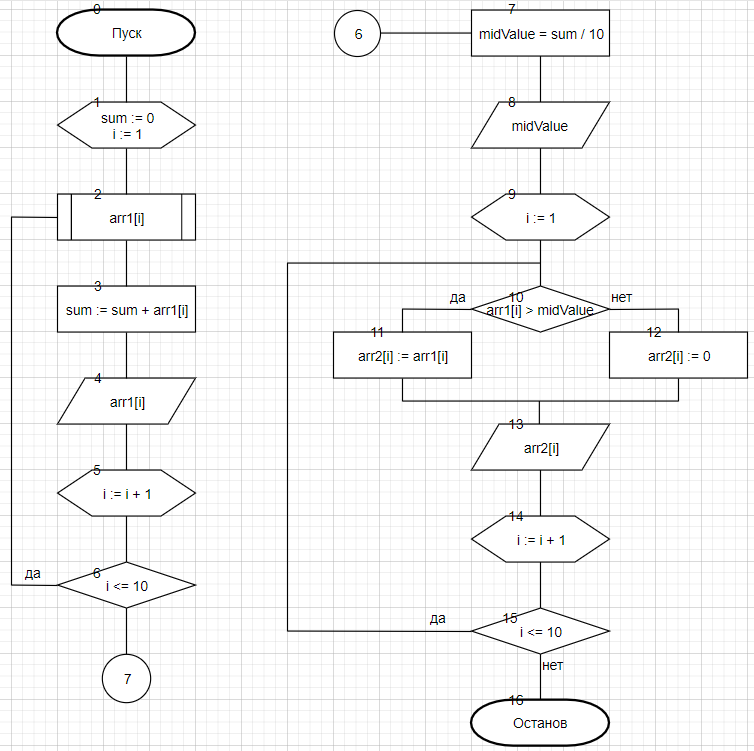 0
Пуск
1
sum := 0
i := 1
2
arr1[i]
3
sum := sum + arr1[i]
4
arr1[i]
5
i := i + 1
6
да
i <= 10
7
6
7
midValue = sum / 10
8
midValue
9
i := 1
10
да
нет
arr1[i] > midValue
11
arr2[i] := arr1[i]
12
arr2[i] := 0
13
arr2[i]
14
i := i + 1
15
да
i <= 10
нет
16
Останов